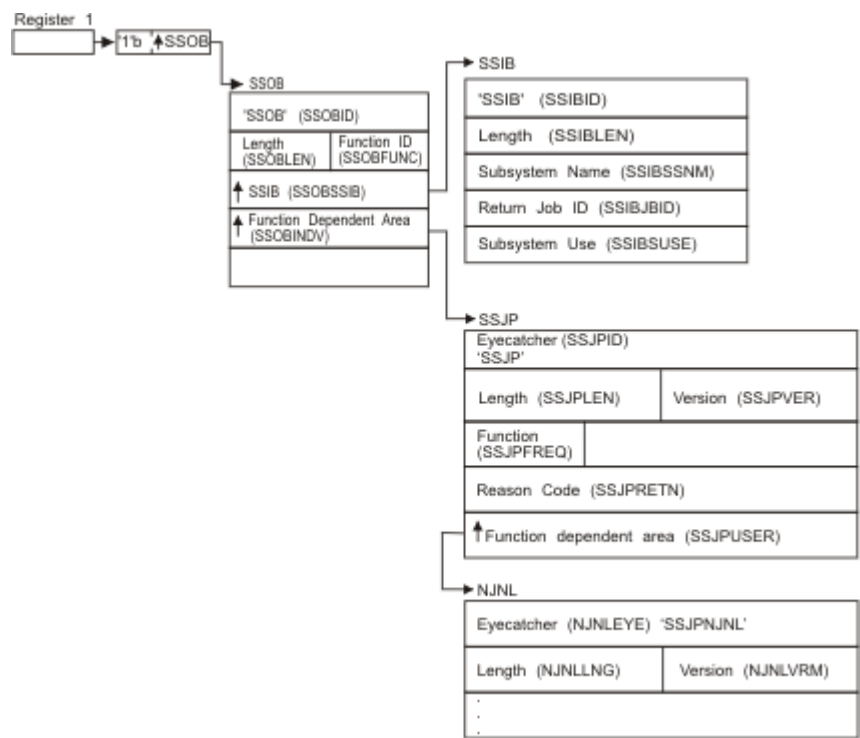 Register 1
'1'b SSOB
SSOB
'SSOB' (SSOBID)
Length
(SSOBLEN)
Function ID
(SSOBFUNC)
SSIB (SSOBSSIB)
Function Dependent Area
(SSOBINDV)
SSIB
'SSIB' (SSIBID)
Length (SSIBLEN)
Subsystem Name (SSIBSSNM)
Return Job ID (SSIBJBID)
Subsystem Use (SSIBSUSE)
SSJP
Eyecatcher (SSJPID)
'SSJP'
Length (SSJPLEN)
Version (SSJPVER)
Function
(SSJPFREQ)
Reason Code (SSJPRETN)
Function dependent area (SSJPUSER)
NJNL
Eyecatcher (NJNLEYE) 'SSJPNJNL'
Length (NJNLLNG)
Version (NJNLVRM)
.
.
.